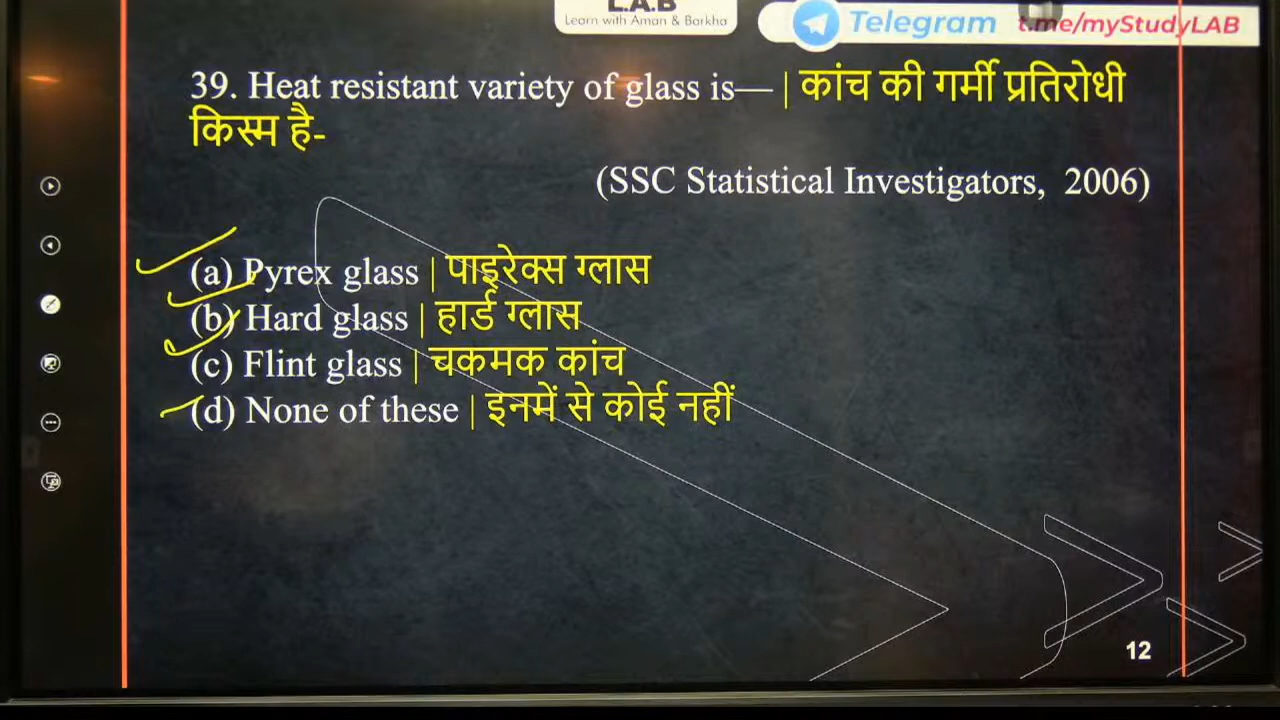 L.A.B
Learn with Aman & Barkha
Telegram t.me/myStudyLAB
39. Heat resistant variety of glass is— | कांच की गर्मी प्रतिरोधी
किस्म है-
(SSC Statistical Investigators, 2006)
(a) Pyrex glass | पाइरेक्स ग्लास
(b) Hard glass | हार्ड ग्लास
(c) Flint glass | चकमक कांच
(d) None of these | इनमें से कोई नहीं
12